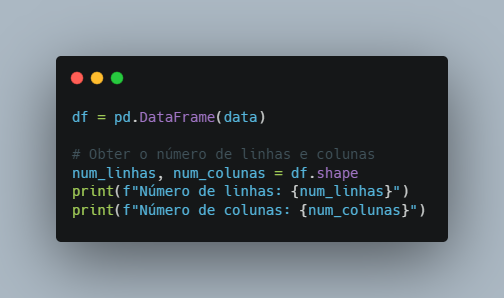 df = pd.DataFrame(data)
# Obter o número de linhas e colunas
num_linhas, num_colunas = df.shape
print(f"Número de linhas: {num_linhas}")
print(f"Número de colunas: {num_colunas}")